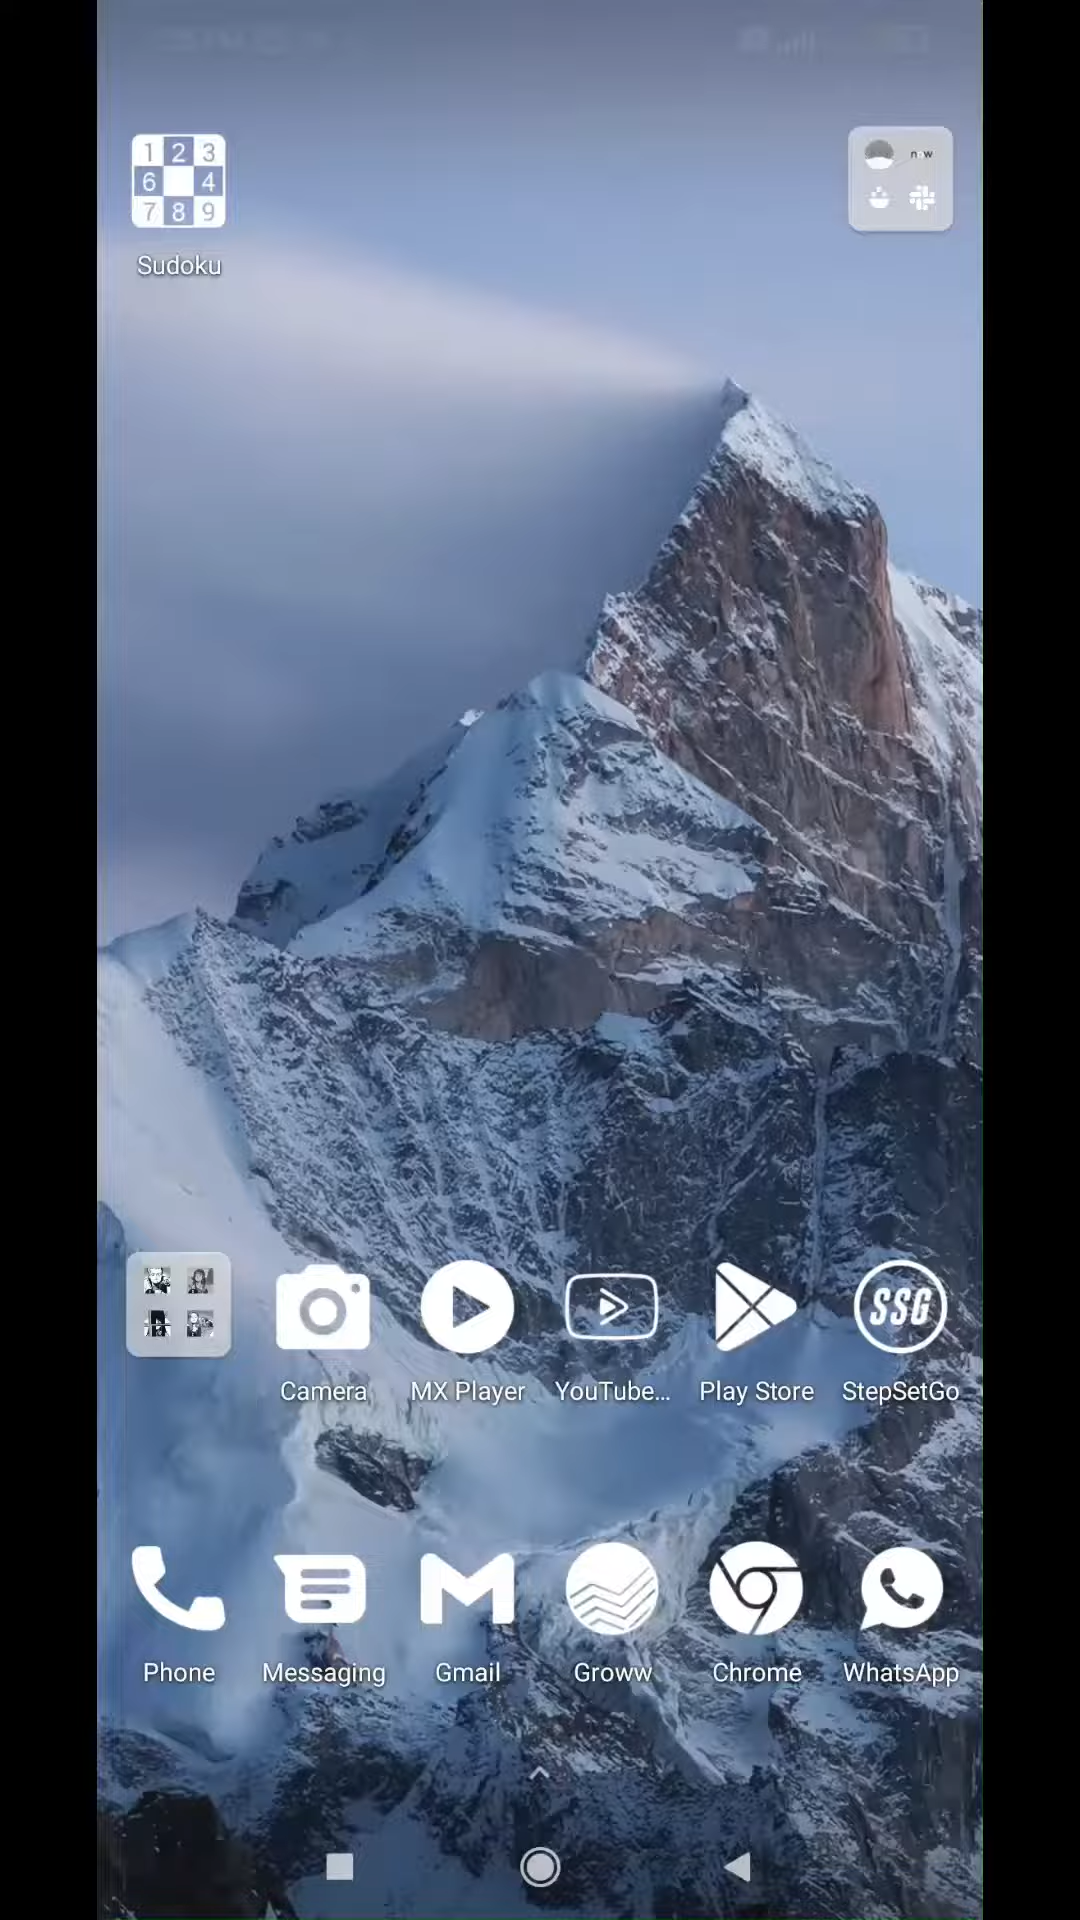 1 2 3
6 4
7 8 9
now
Sudoku
SSG
Camera
MX Player
YouTube...
Play Store
StepSetGo
Phone
Messaging
Gmail
Groww
Chrome
WhatsApp